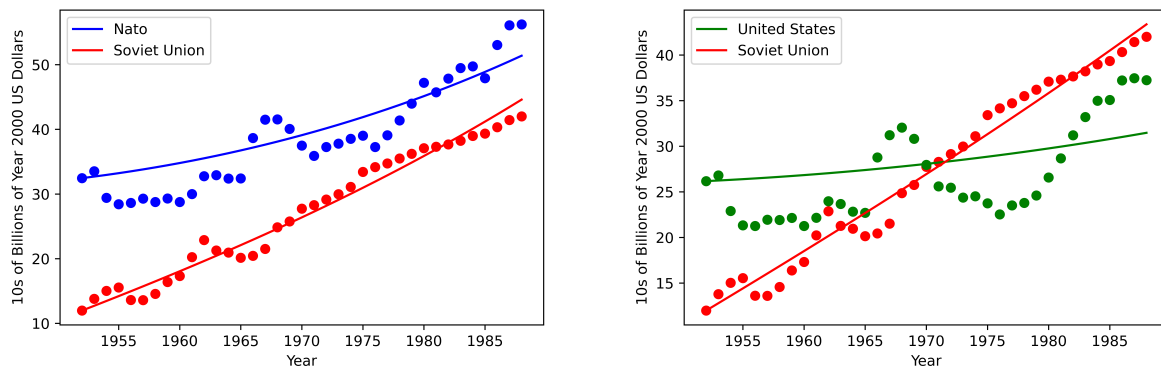 10s of Billions of Year 2000 US Dollars
50
40
30
20
10
Nato
Soviet Union
1955 1960 1965 1970 1975 1980 1985
Year
10s of Billions of Year 2000 US Dollars
40
35
30
25
20
15
United States
Soviet Union
1955 1960 1965 1970 1975 1980 1985
Year